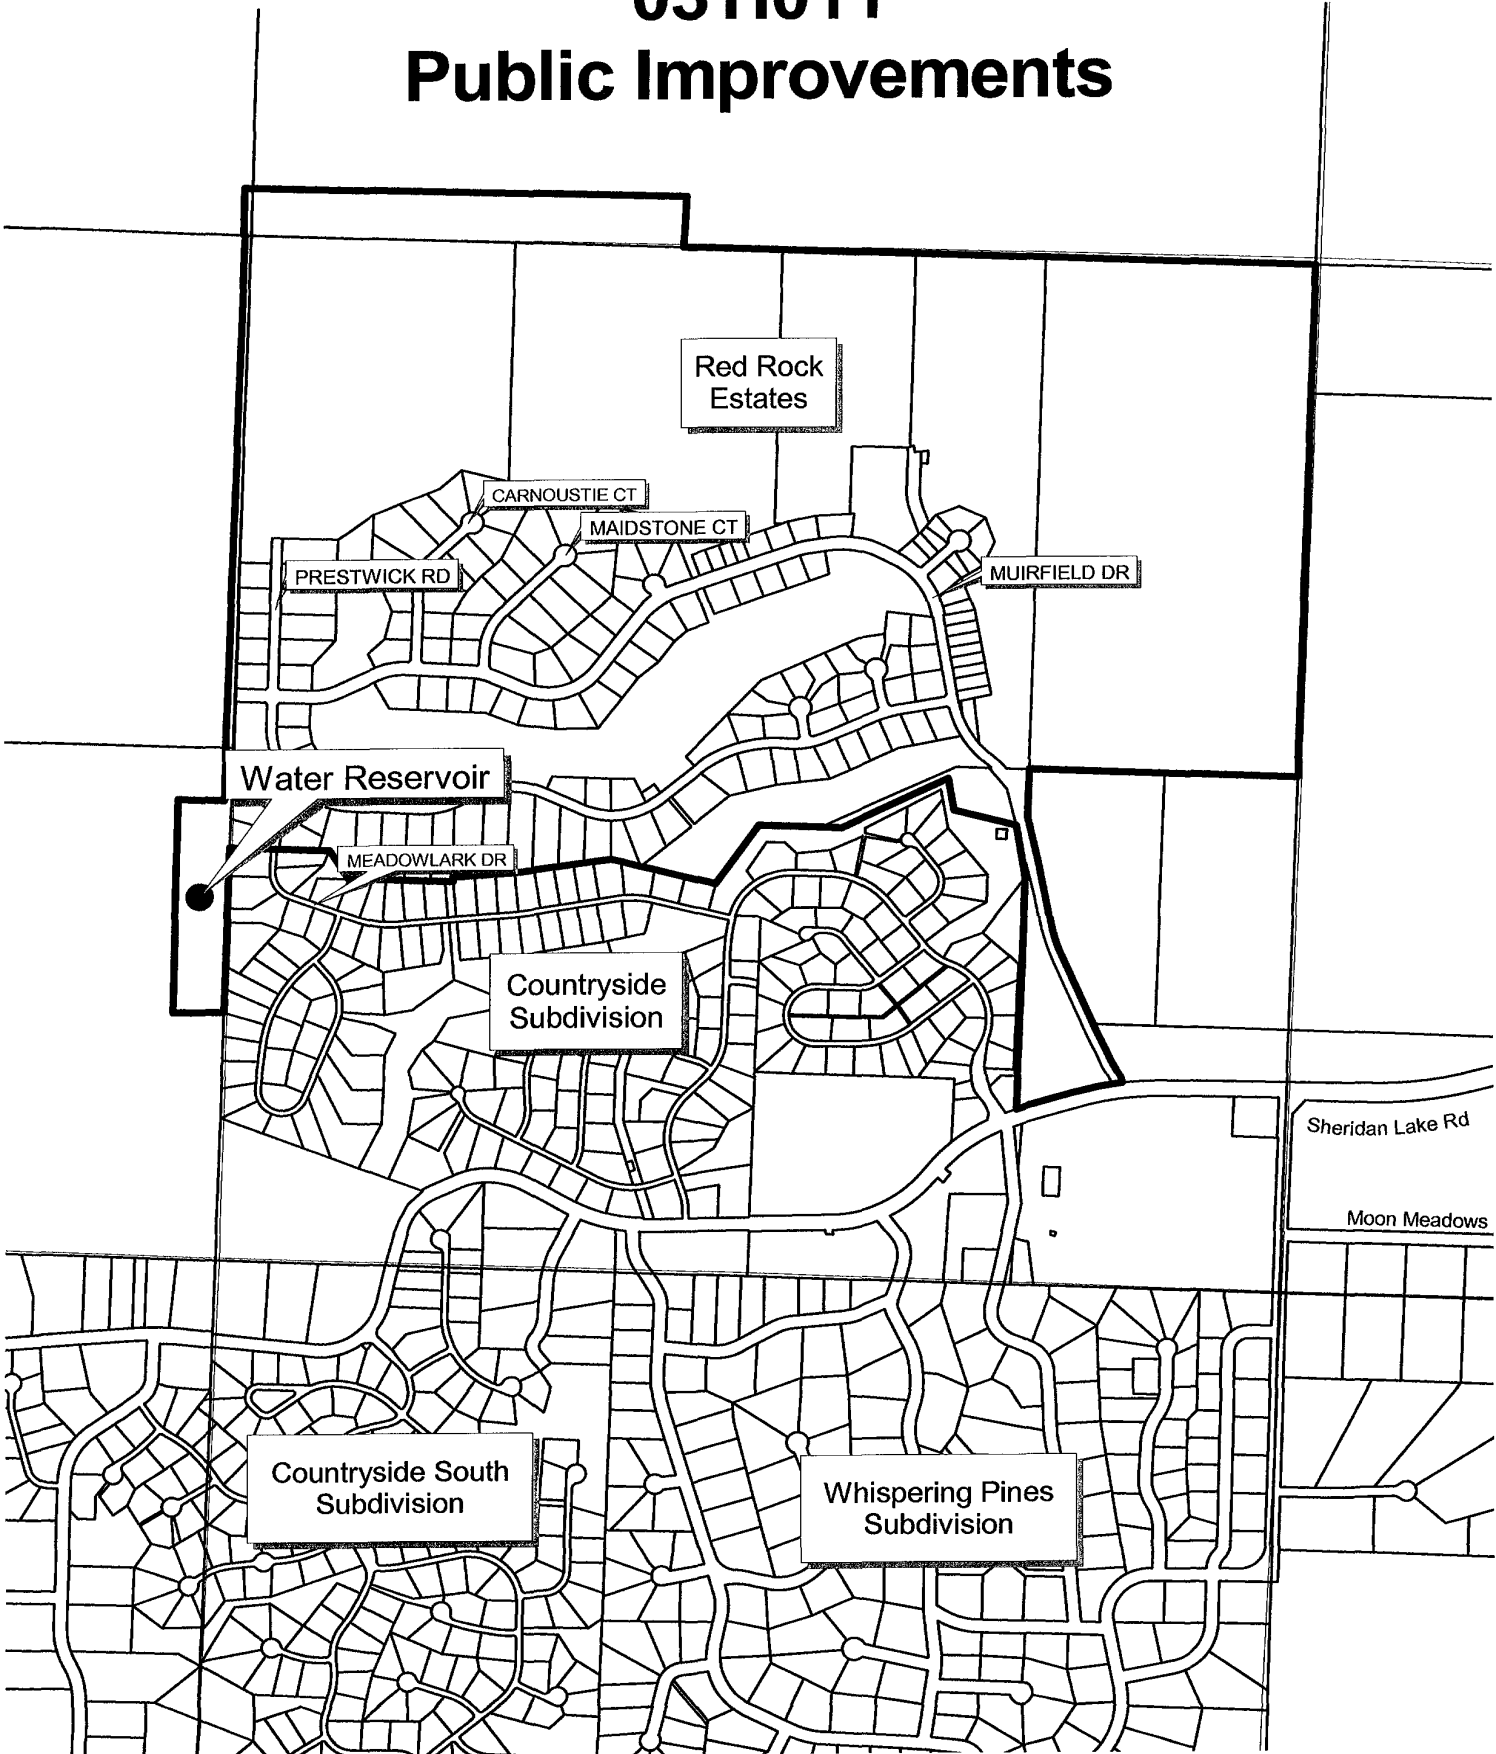 Public Improvements
Red Rock
Estates
CARNOUSTIE CT
MAIDSTONE CT
PRESTWICK RD
MUIRFIELD DR
Water Reservoir
MEADOWLARK DR
Countryside
Subdivision
Sheridan Lake Rd
Moon Meadows
Countryside South
Subdivision
Whispering Pines
Subdivision